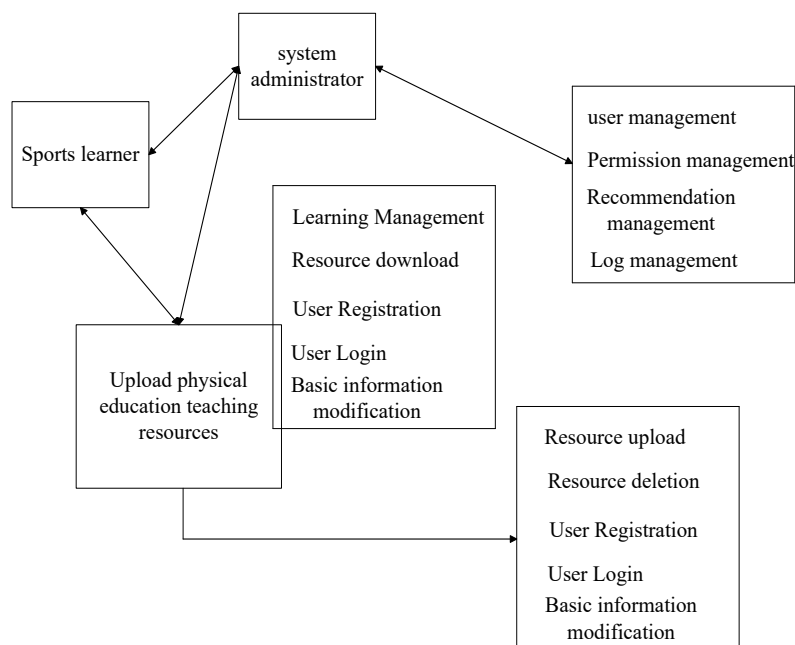 system
administrator
Sports learner
user management
Permission management
Recommendation
management
Log management
Learning Management
Resource download
User Registration
User Login
Basic information
modification
Upload physical
education teaching
resources
Resource upload
Resource deletion
User Registration
User Login
Basic information
modification